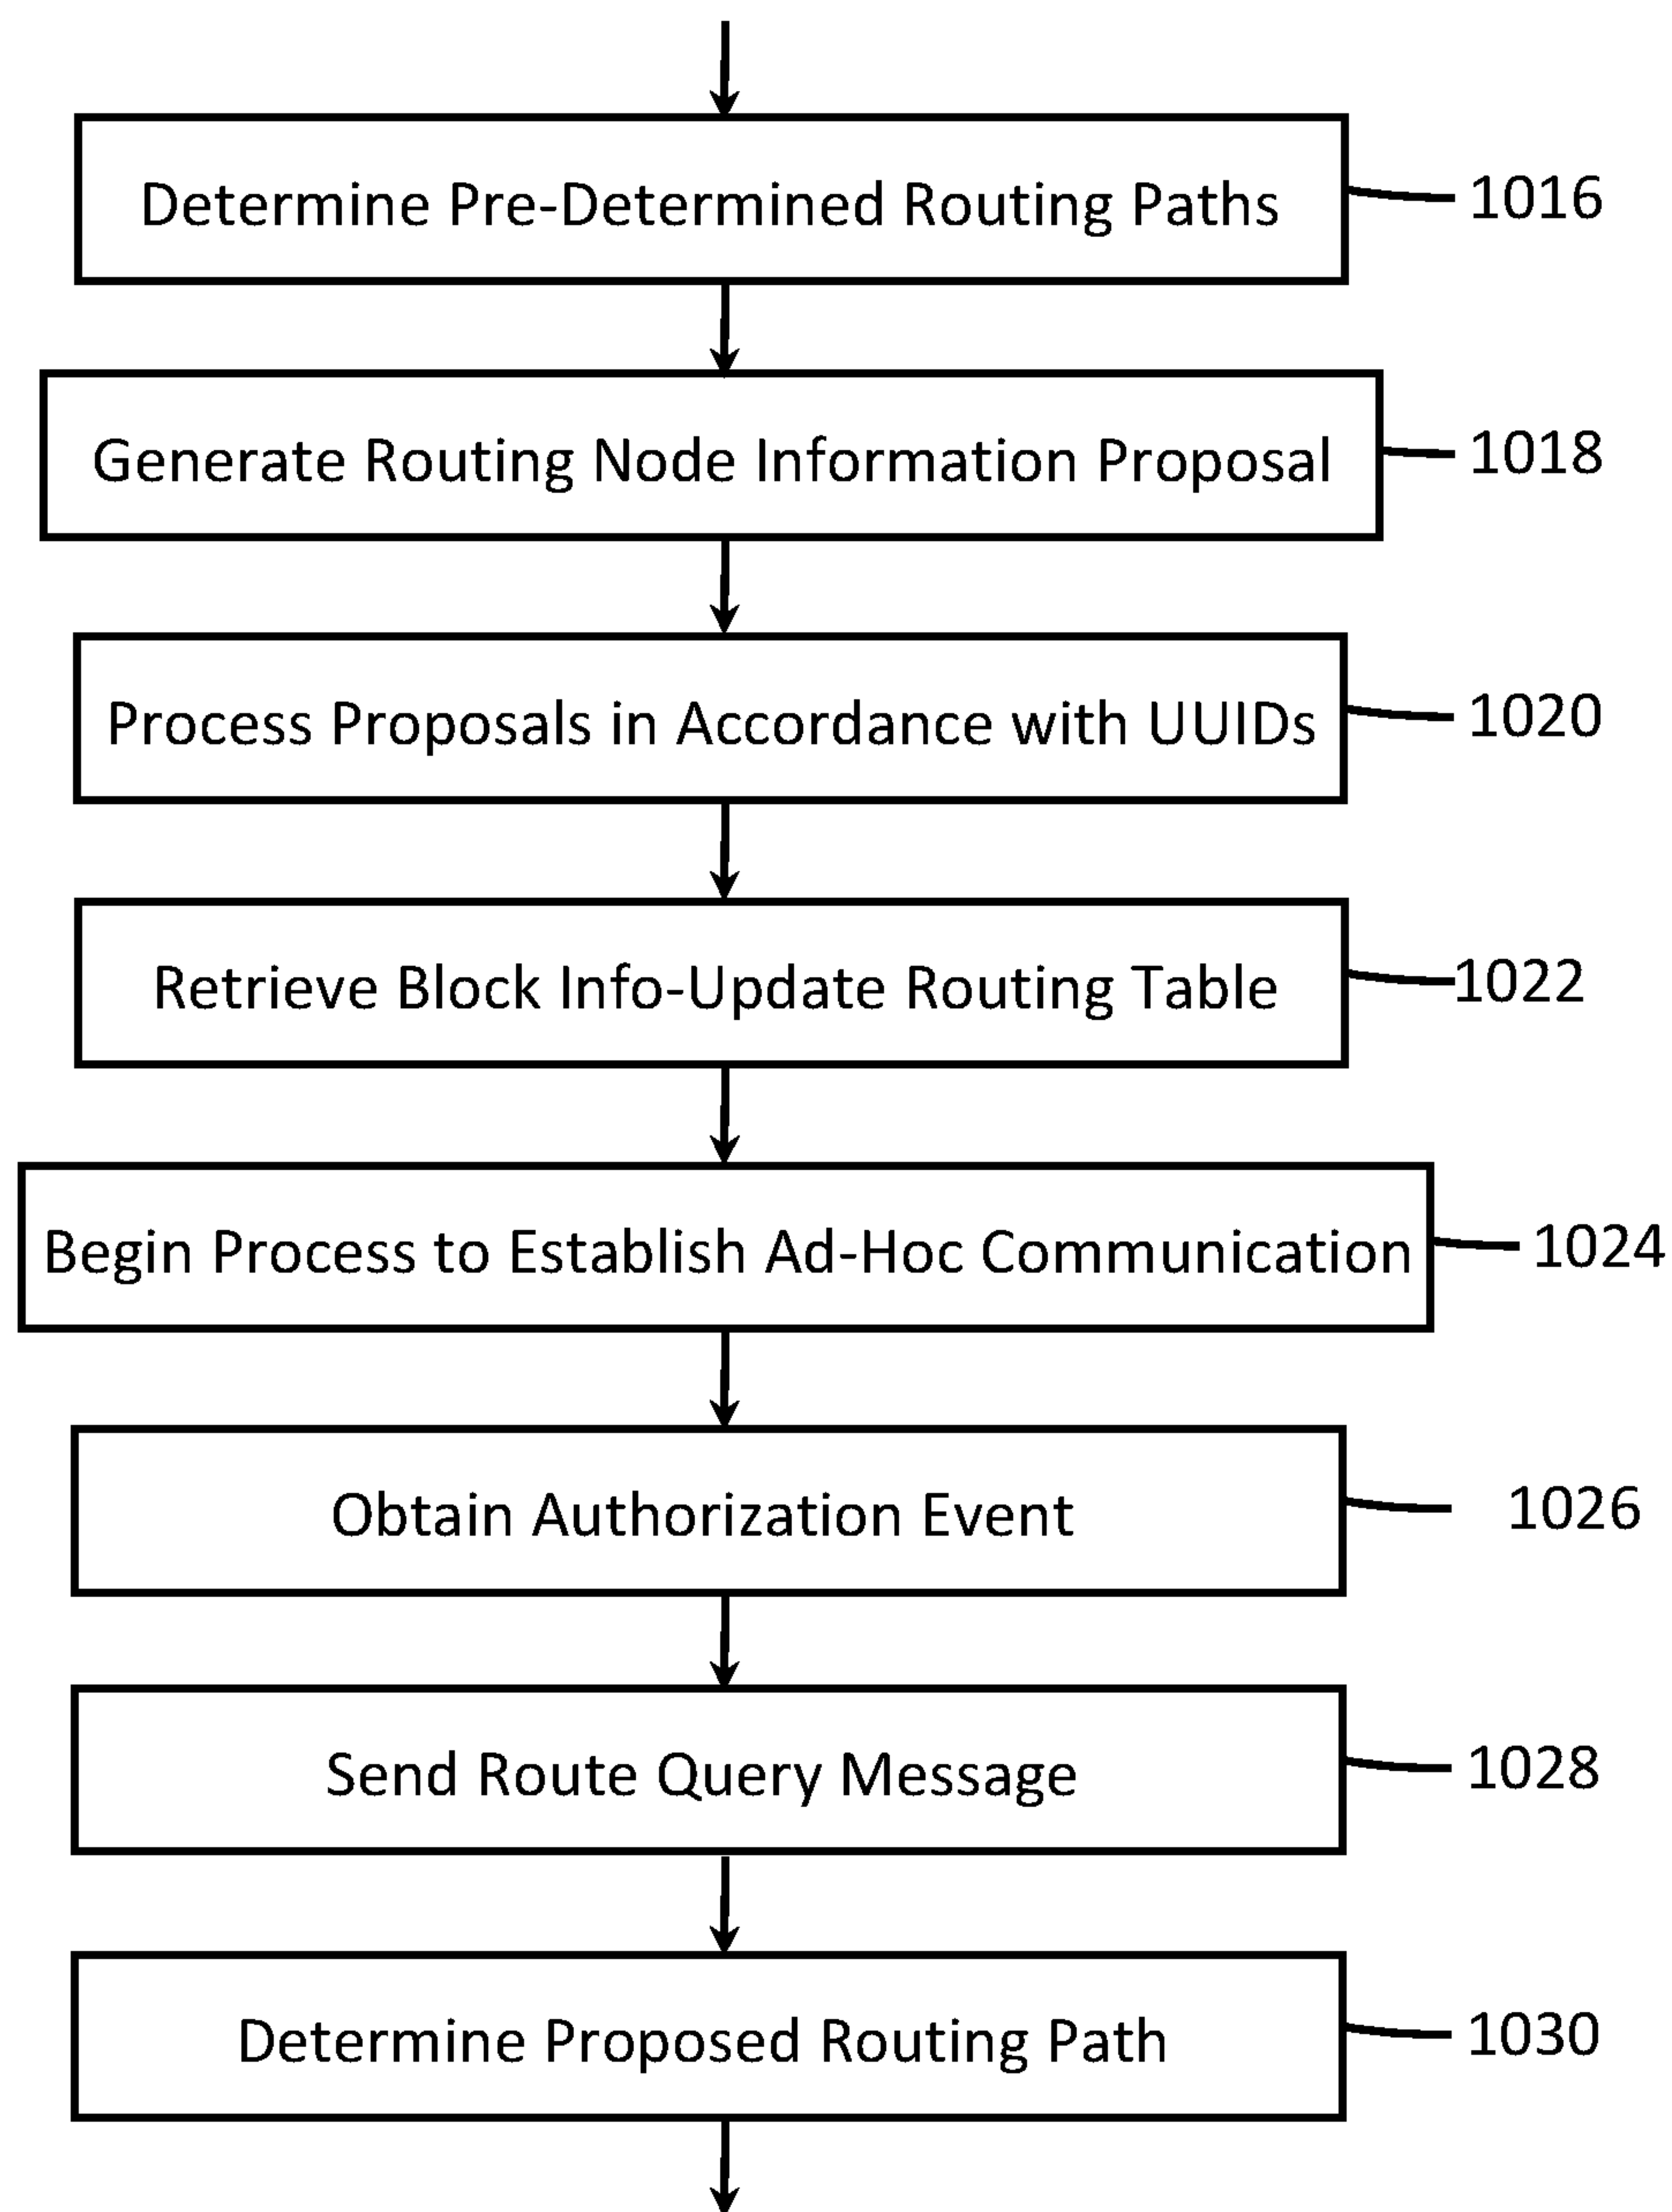 Determine Pre-Determined Routing Paths 1016
Generate Routing Node Information Proposal 1018
Process Proposals in Accordance with UUIDs 1020
Retrieve Block Info-Update Routing Table 1022
Begin Process to Establish Ad-Hoc Communication 1024
Obtain Authorization Event 1026
Send Route Query Message 1028
Determine Proposed Routing Path 1030